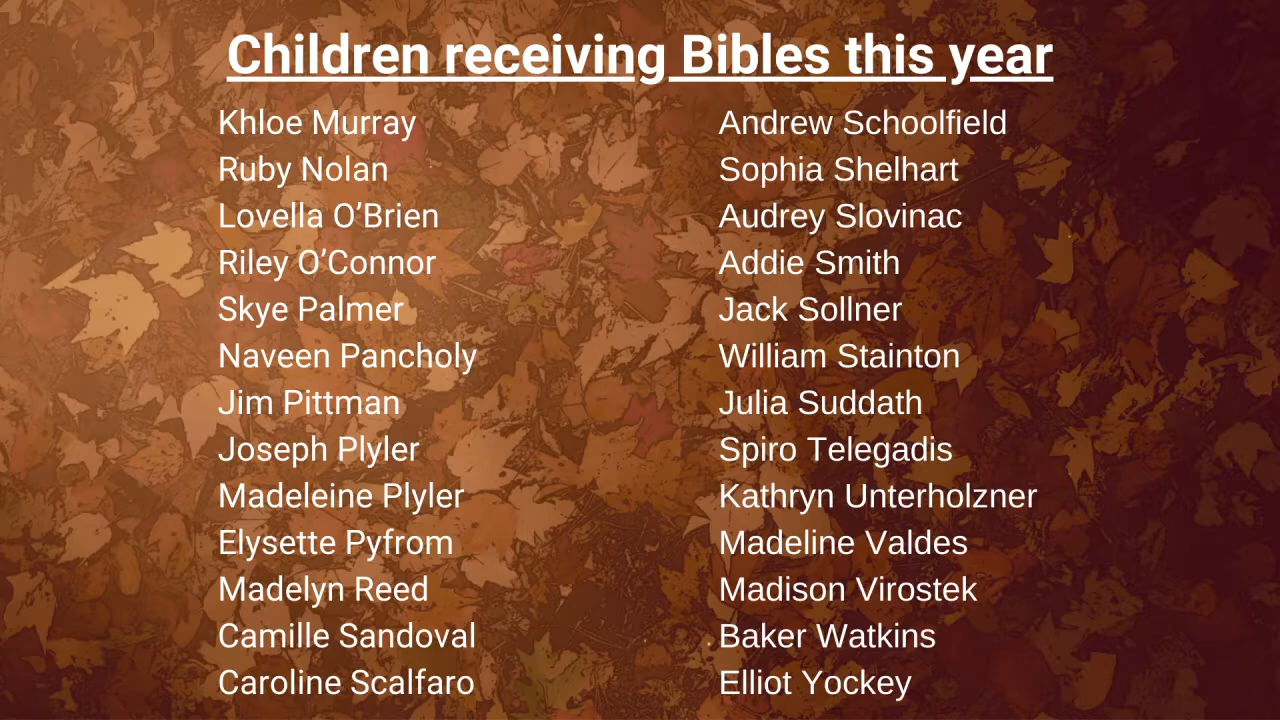 Children receiving Bibles this year
Khloe Murray
Ruby Nolan
Lovella O’Brien
Riley O’Connor
Skye Palmer
Naveen Pancholy
Jim Pittman
Joseph Plyler
Madeleine Plyler
Elysette Pyfrom
Madelyn Reed
Camille Sandoval
Caroline Scalfaro
Andrew Schoolfield
Sophia Shelhart
Audrey Slovinac
Addie Smith
Jack Sollner
William Stainton
Julia Suddath
Spiro Telegadis
Kathryn Unterholzner
Madeline Valdes
Madison Virostek
Baker Watkins
Elliot Yockey